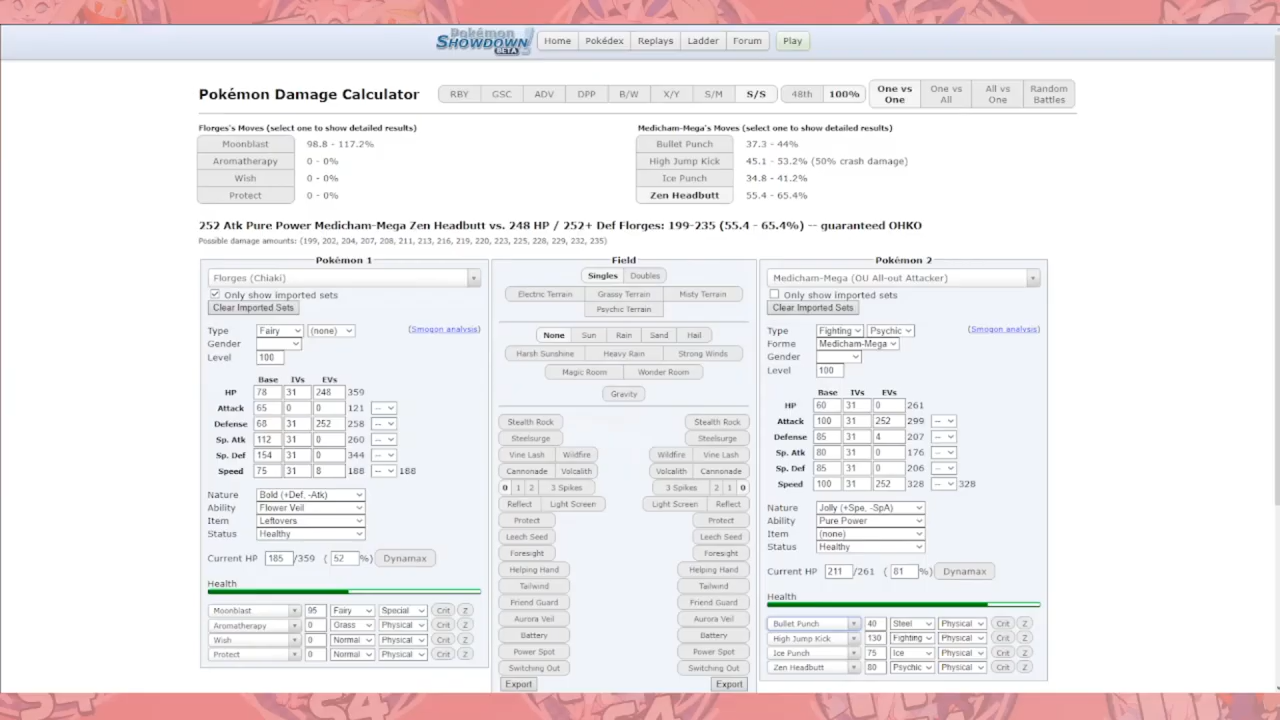 Pokémon
SHOWDOWN
BETA
Home Pokédex Replays Ladder Forum Play
Pokémon Damage Calculator RBY GSC ADV DPP B/W X/Y S/M S/S 48th 100% One vs One One vs All All vs One Random Battles
Florges's Moves (select one to show detailed results)
Moonblast 98.8 - 117.2%
Aromatherapy 0 - 0%
Wish 0 - 0%
Protect 0 - 0%
Medicham-Mega's Moves (select one to show detailed results)
Bullet Punch 37.3 - 44%
High Jump Kick 45.1 - 53.2% (50% crash damage)
Ice Punch 34.8 - 41.2%
Zen Headbutt 55.4 - 65.4%
252 Atk Pure Power Medicham-Mega Zen Headbutt vs. 248 HP / 252+ Def Florges: 199-235 (55.4 - 65.4%) -- guaranteed OHKO
Possible damage amounts: (199, 202, 204, 207, 208, 211, 213, 216, 219, 220, 223, 225, 228, 229, 232, 235)
Pokémon 1
Florges (Chiaki)
Only show imported sets
Clear Imported Sets
Type Fairy (none) (Smogon analysis)
Gender
Level 100
Base IVs EVs
HP 78 31 248 359
Attack 65 0 0 121 --
Defense 68 31 252 258 --
Sp. Atk 112 31 0 260 --
Sp. Def 154 31 0 344 --
Speed 75 31 8 188 -- 188
Nature Bold (+Def, -Atk)
Ability Flower Veil
Item Leftovers
Status Healthy
Current HP 185 /359 ( 52 %) Dynamax
Health
Moonblast 95 Fairy Special Crit Z
Aromatherapy 0 Grass Physical Crit Z
Wish 0 Normal Physical Crit Z
Protect 0 Normal Physical Crit Z
Field
Singles Doubles
Electric Terrain Grassy Terrain Misty Terrain
Psychic Terrain
None Sun Rain Sand Hail
Harsh Sunshine Heavy Rain Strong Winds
Magic Room Wonder Room
Gravity
Stealth Rock Stealth Rock
Steelsurge Steelsurge
Vine Lash Wildfire Wildfire Vine Lash
Cannonade Volcalith Volcalith Cannonade
0 1 2 3 Spikes 3 Spikes 2 1 0
Reflect Light Screen Light Screen Reflect
Protect Protect
Leech Seed Leech Seed
Foresight Foresight
Helping Hand Helping Hand
Tailwind Tailwind
Friend Guard Friend Guard
Aurora Veil Aurora Veil
Battery Battery
Power Spot Power Spot
Switching Out Switching Out
Export Export
Pokémon 2
Medicham-Mega (OU All-out Attacker)
Only show imported sets
Clear Imported Sets
Type Fighting Psychic (Smogon analysis)
Forme Medicham-Mega
Gender
Level 100
Base IVs EVs
HP 60 31 0 261
Attack 100 31 252 299 --
Defense 85 31 4 207 --
Sp. Atk 80 31 0 176 --
Sp. Def 85 31 0 206 --
Speed 100 31 252 328 -- 328
Nature Jolly (+Spe, -SpA)
Ability Pure Power
Item (none)
Status Healthy
Current HP 211 /261 ( 81 %) Dynamax
Health
Bullet Punch 40 Steel Physical Crit Z
High Jump Kick 130 Fighting Physical Crit Z
Ice Punch 75 Ice Physical Crit Z
Zen Headbutt 80 Psychic Physical Crit Z